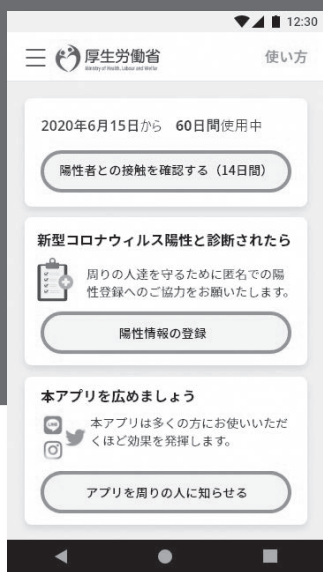 12:30
厚生労働省
Ministry of Health, Labour and Welfare
使い方
2020年6月15日から 60日間使用中
陽性者との接触を確認する（14日間）
新型コロナウィルス陽性と診断されたら
周りの人達を守るために匿名での陽
性登録へのご協力をお願いいたします。
陽性情報の登録
本アプリを広めましょう
本アプリは多くの方にお使いいただ
くほど効果を発揮します。
アプリを周りの人に知らせる